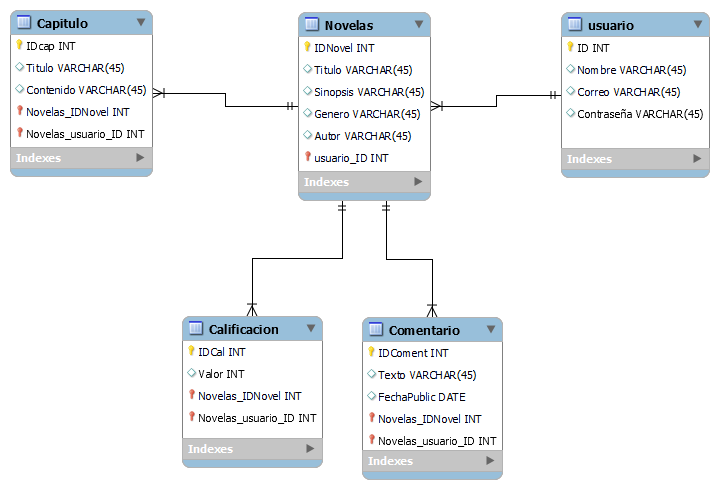 Capitulo
IDcap INT
Titulo VARCHAR(45)
Contenido VARCHAR(45)
Novelas_IDNovel INT
Novelas_usuario_ID INT
Indexes
Novelas
IDNovel INT
Titulo VARCHAR(45)
Sinopsis VARCHAR(45)
Genero VARCHAR(45)
Autor VARCHAR(45)
usuario_ID INT
Indexes
usuario
ID INT
Nombre VARCHAR(45)
Correo VARCHAR(45)
Contraseña VARCHAR(45)
Indexes
Calificacion
IDCal INT
Valor INT
Novelas_IDNovel INT
Novelas_usuario_ID INT
Indexes
Comentario
IDComent INT
Texto VARCHAR(45)
FechaPublic DATE
Novelas_IDNovel INT
Novelas_usuario_ID INT
Indexes